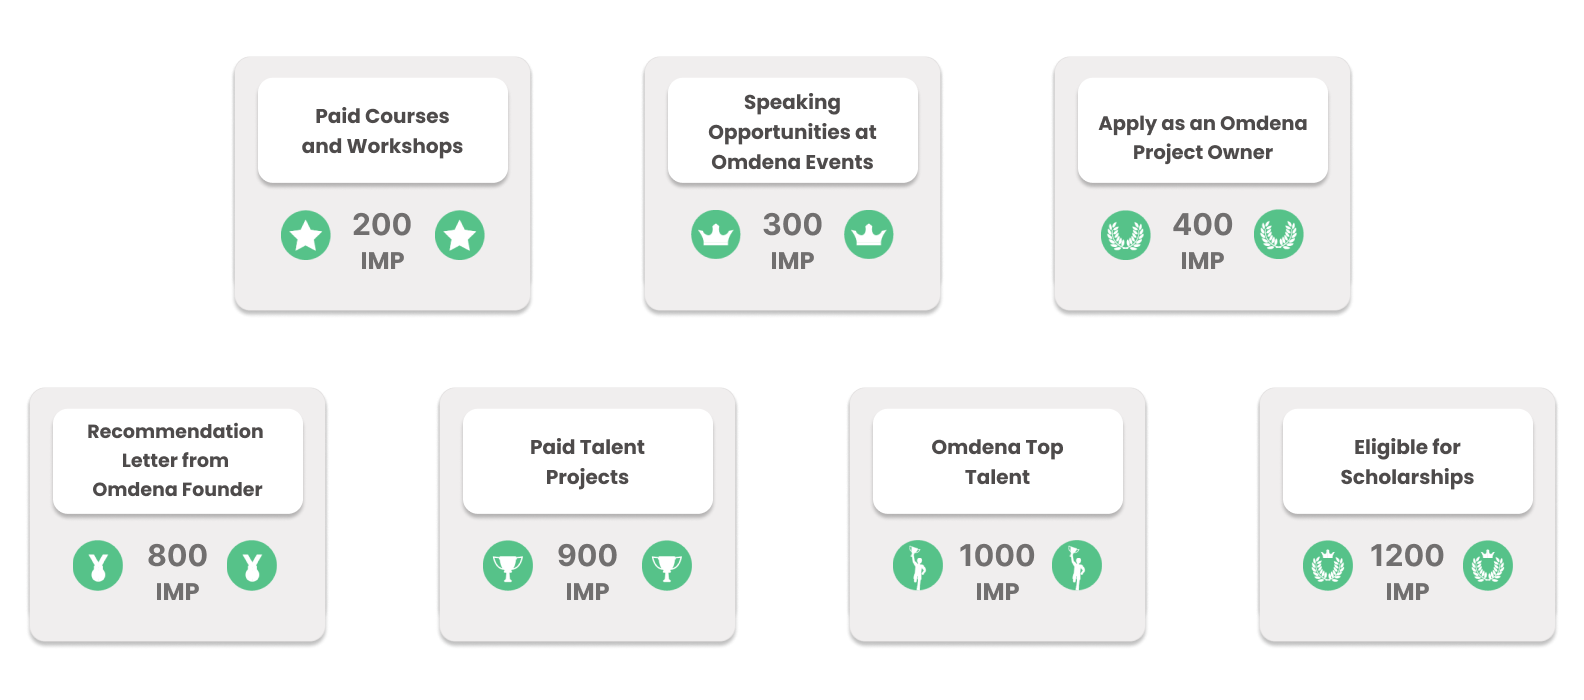 Paid Courses
and Workshops
200
IMP
Speaking
Opportunities at
Omdena Events
300
IMP
Apply as an Omdena
Project Owner
400
IMP
Recommendation
Letter from
Omdena Founder
800
IMP
Paid Talent
Projects
900
IMP
Omdena Top
Talent
1000
IMP
Eligible for
Scholarships
1200
IMP